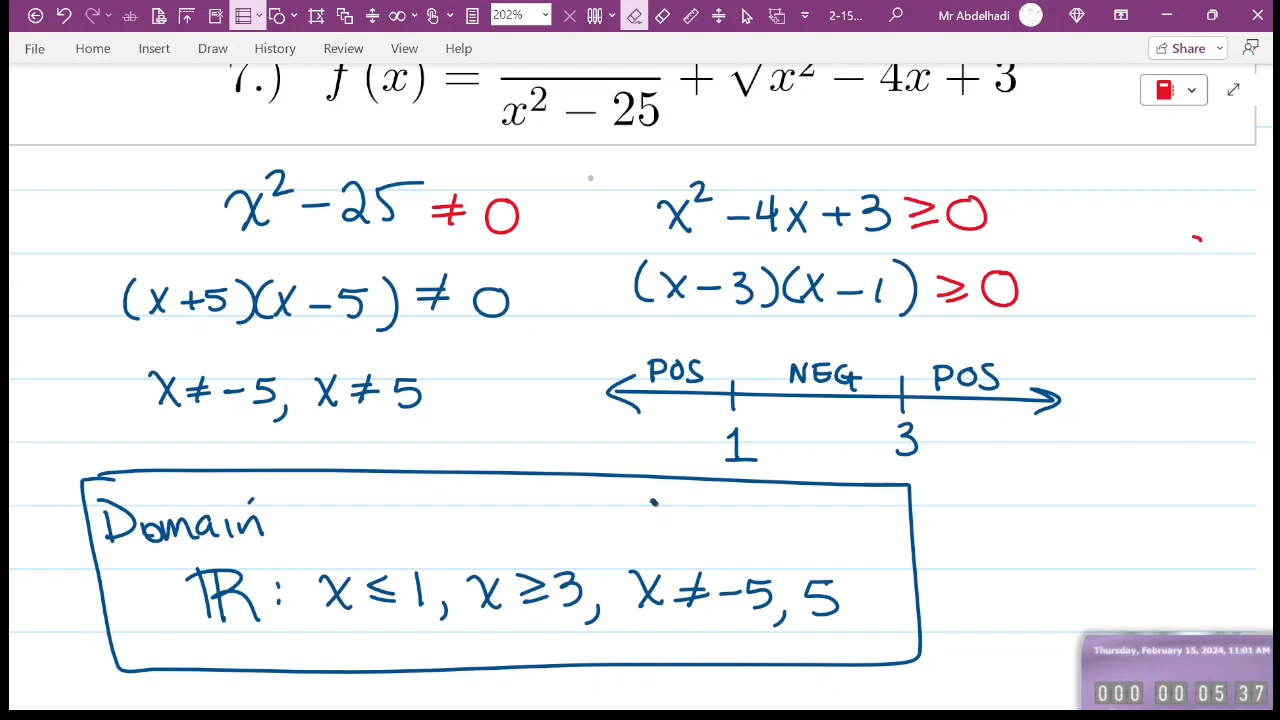 202%
2-15...
Mr Abdelhadi
File Home Insert Draw History Review View Help
Share
7.) f (x) = ───── + √x² − 4x + 3
x² − 25
x² − 25 ≠ 0
x² − 4x + 3 ≥ 0
(x + 5)(x − 5) ≠ 0
(x − 3)(x − 1) ≥ 0
x ≠ −5, x ≠ 5
POS NEG POS
1 3
Domain
ℝ : x ≤ 1, x ≥ 3, x ≠ −5, 5
Thursday, February 15, 2024, 11:01 AM
000 00 05 37